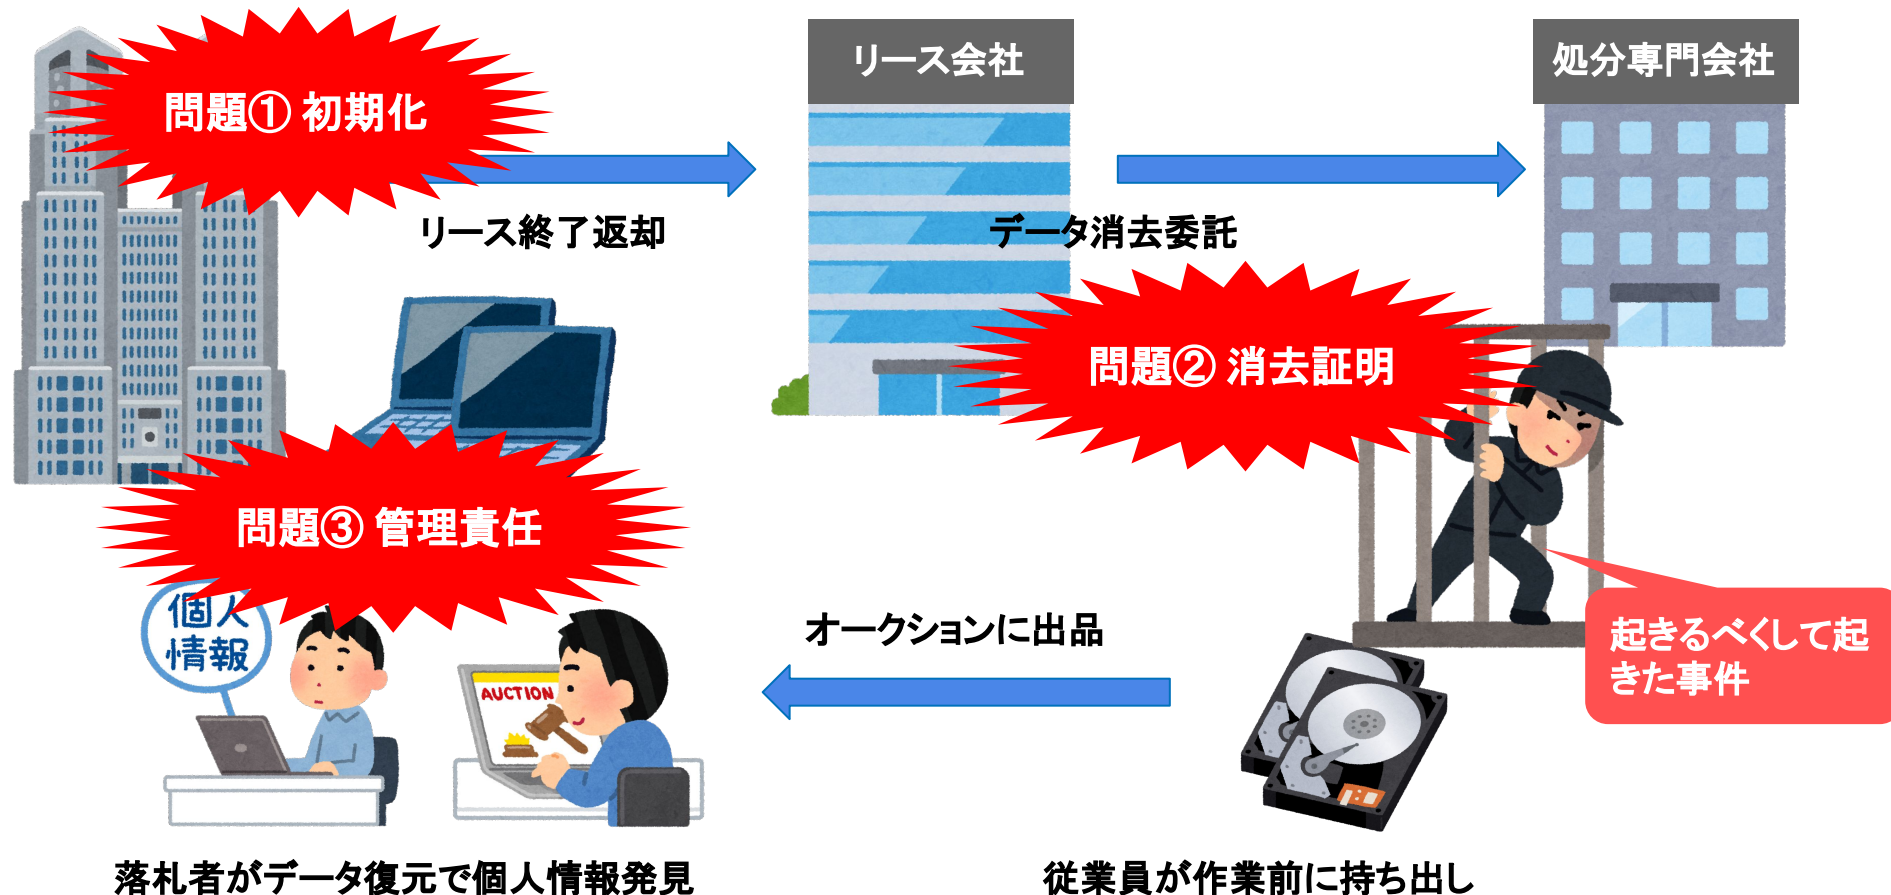 リース会社
処分専門会社
問題① 初期化
リース終了返却
データ消去委託
問題② 消去証明
問題③ 管理責任
個人
情報
AUCTION
オークションに出品
起きるべくして起
きた事件
落札者がデータ復元で個人情報発見
従業員が作業前に持ち出し